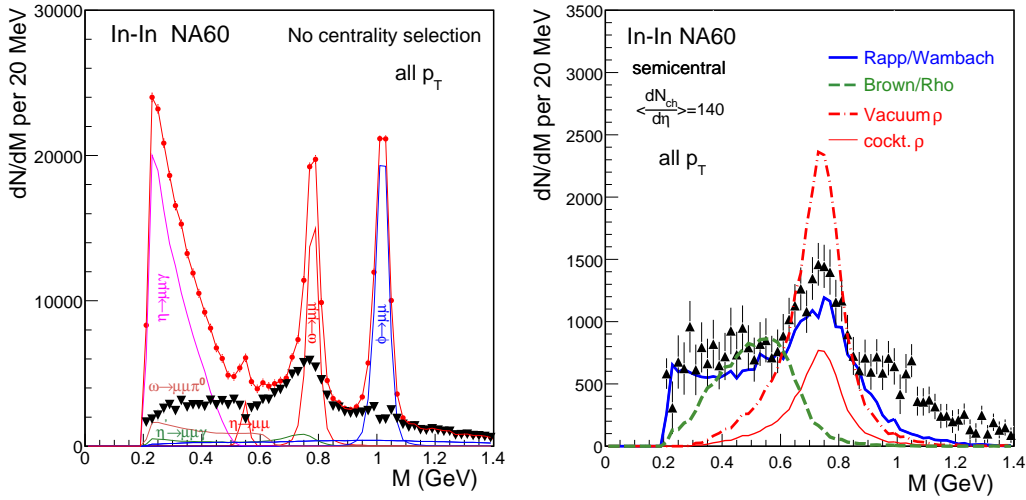 In-In NA60
No centrality selection
all p_T
dN/dM per 20 MeV
30000
20000
10000
0
η→μμγ
ω→μμπ⁰
η→μμγ
η→μμ
ω→μμ
φ→μμ
0 0.2 0.4 0.6 0.8 1 1.2 1.4
M (GeV)
In-In NA60
semicentral
<dN_ch/dη>=140
all p_T
Rapp/Wambach
Brown/Rho
Vacuum ρ
cockt. ρ
dN/dM per 20 MeV
3500
3000
2500
2000
1500
1000
500
0
0 0.2 0.4 0.6 0.8 1 1.2 1.4
M (GeV)